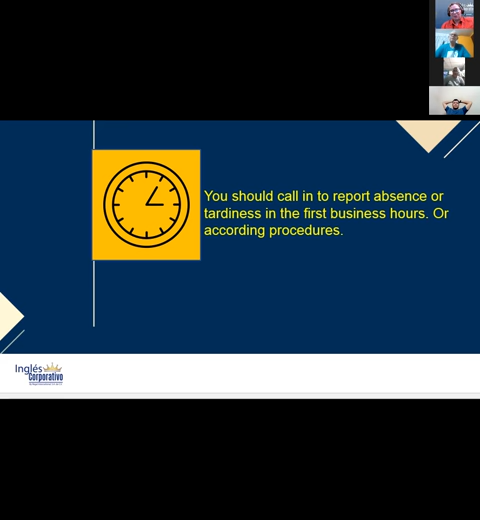 You should call in to report absence or
tardiness in the first business hours. Or
according procedures.
Inglés
Corporativo